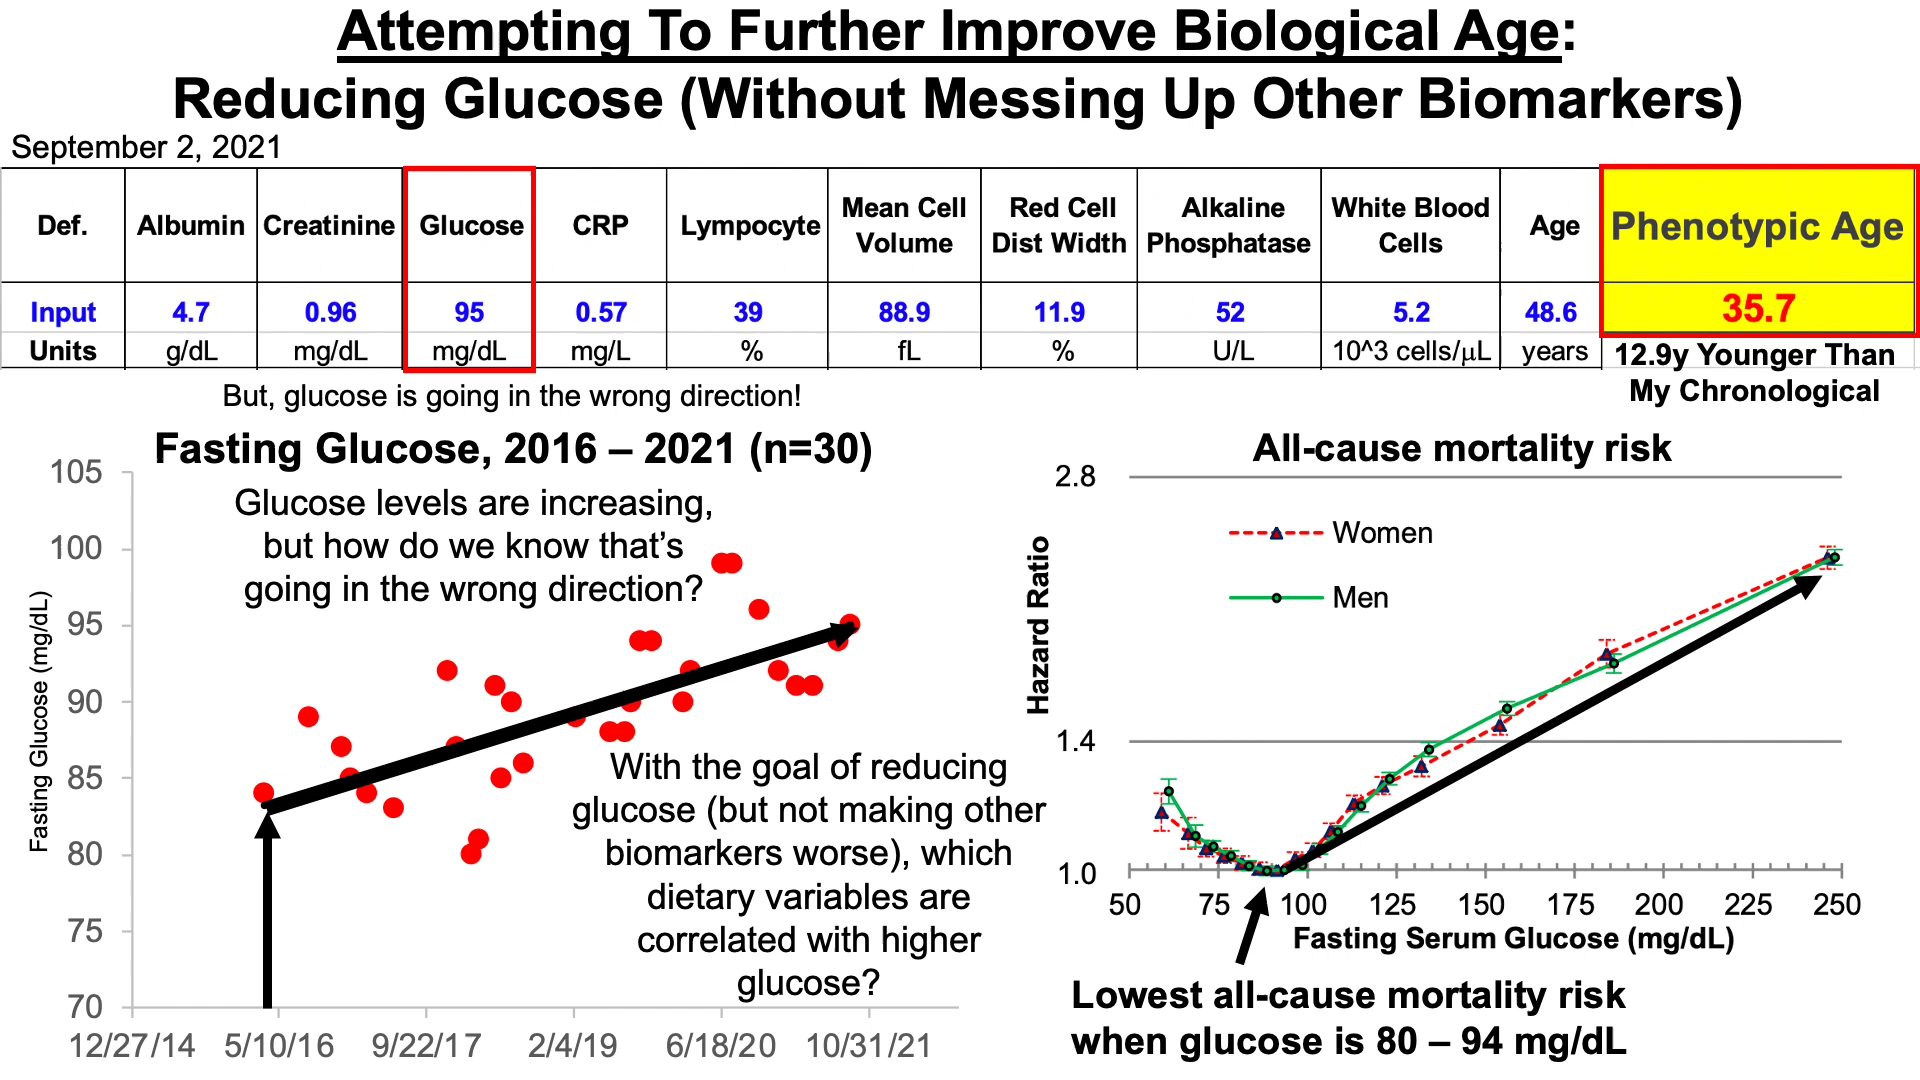 Attempting To Further Improve Biological Age:
Reducing Glucose (Without Messing Up Other Biomarkers)
September 2, 2021
Def. Albumin Creatinine Glucose CRP Lympocyte Mean Cell Volume Red Cell Dist Width Alkaline Phosphatase White Blood Cells Age Phenotypic Age
Input 4.7 0.96 95 0.57 39 88.9 11.9 52 5.2 48.6 35.7
Units g/dL mg/dL mg/dL mg/L % fL % U/L 10^3 cells/µL years
12.9y Younger Than
My Chronological
But, glucose is going in the wrong direction!
Fasting Glucose, 2016 – 2021 (n=30)
Glucose levels are increasing,
but how do we know that's
going in the wrong direction?
With the goal of reducing
glucose (but not making other
biomarkers worse), which
dietary variables are
correlated with higher
glucose?
Fasting Glucose (mg/dL)
105
100
95
90
85
80
75
70
12/27/14 5/10/16 9/22/17 2/4/19 6/18/20 10/31/21
All-cause mortality risk
2.8
1.4
1.0
Hazard Ratio
Women
Men
50 75 100 125 150 175 200 225 250
Fasting Serum Glucose (mg/dL)
Lowest all-cause mortality risk
when glucose is 80 – 94 mg/dL